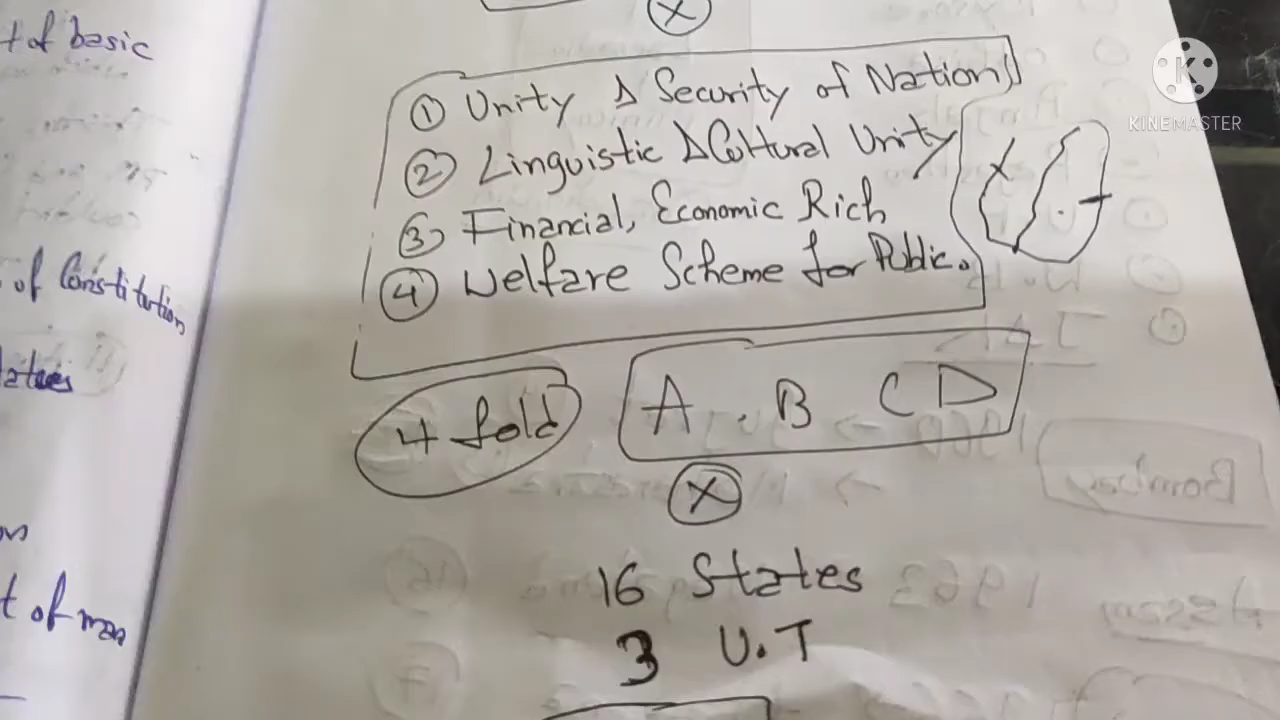 t of basic
of Constitution
t of man
X
① Unity & Security of Nation
② Linguistic & Cultural Unity
③ Financial, Economic Rich
④ Welfare Scheme for Public.
4 fold
A . B C D
X
16 States
3 U.T
K
KINEMASTER